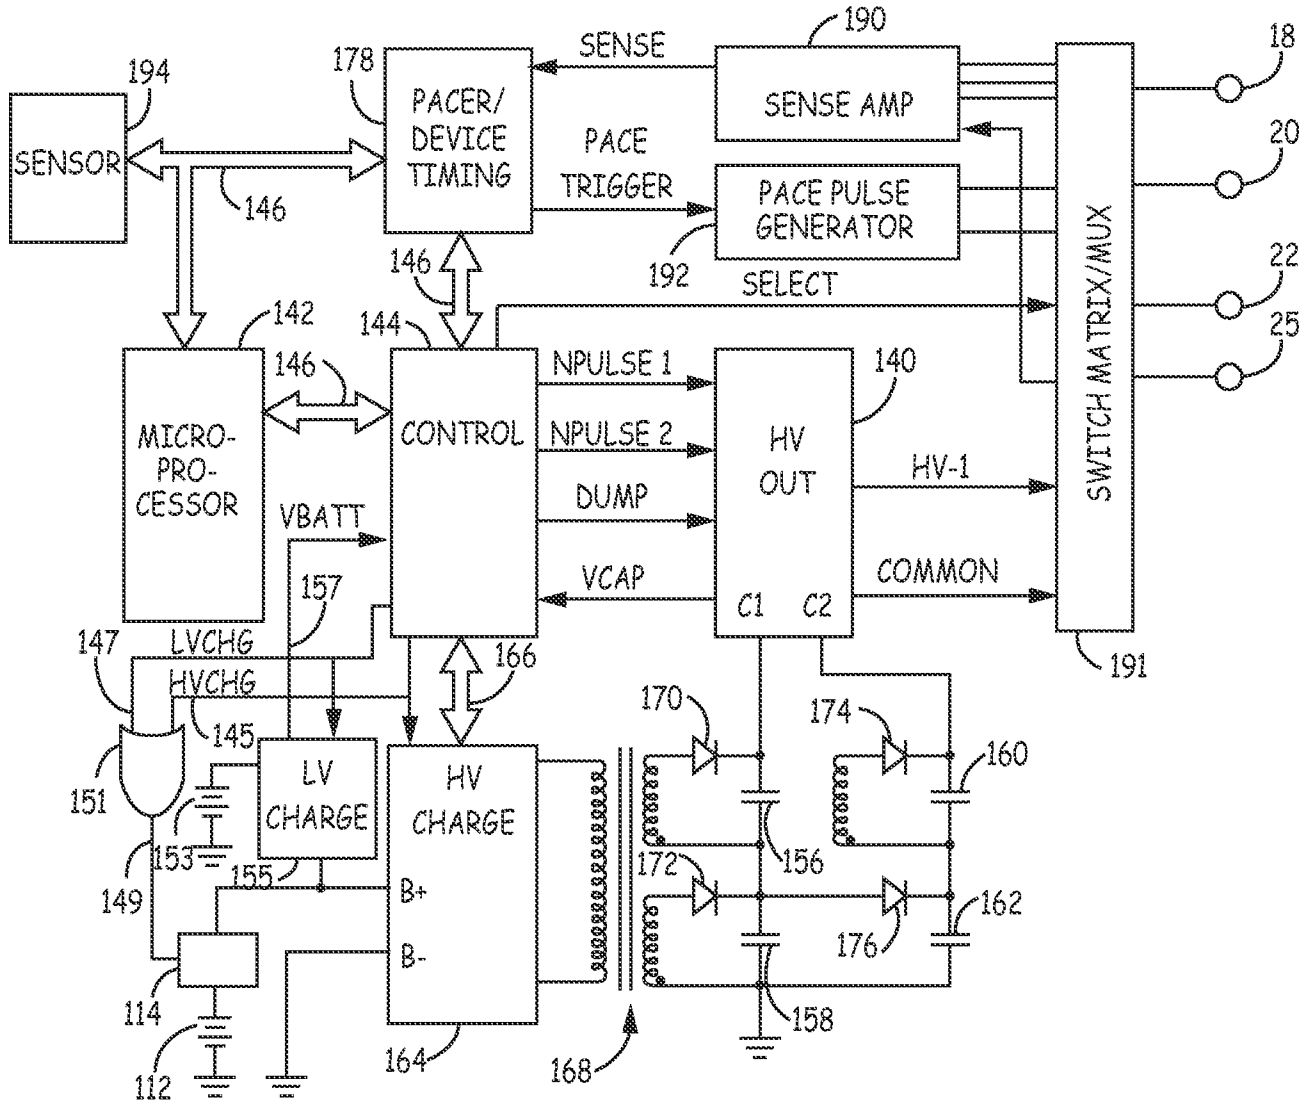 190
18
SENSE
178
194
PACER/
DEVICE
TIMING
SENSE AMP
SENSOR
PACE
TRIGGER
20
146
PACE PULSE
GENERATOR
192
146
SELECT
22
142
144
25
146
NPULSE 1
140
SWITCH MATRIX/MUX
MICRO-
PRO-
CESSOR
CONTROL
NPULSE 2
HV
OUT
HV-1
DUMP
VBATT
157
VCAP
COMMON
C1
C2
147
LVCHG
166
191
HVCHG
145
170
174
160
151
LV
CHARGE
HV
CHARGE
153
155
156
172
149
B+
162
176
B-
114
158
164
168
112